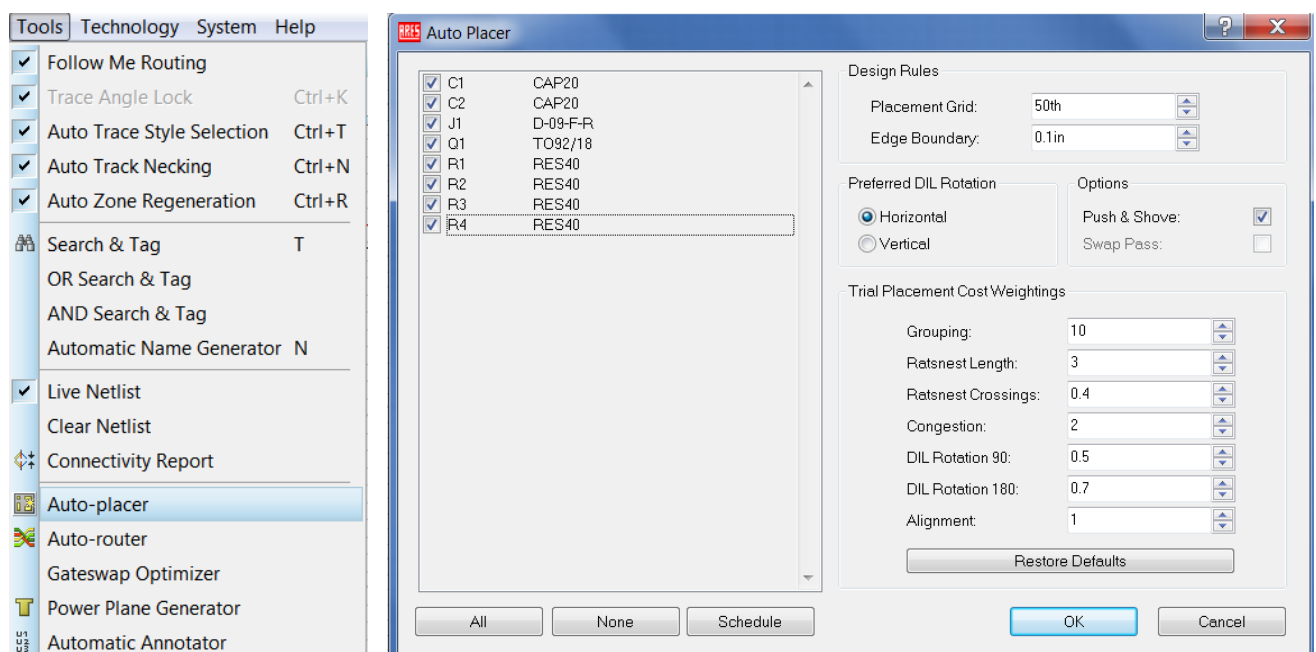 Tools Technology System Help
Follow Me Routing
Trace Angle Lock Ctrl+K
Auto Trace Style Selection Ctrl+T
Auto Track Necking Ctrl+N
Auto Zone Regeneration Ctrl+R
Search & Tag T
OR Search & Tag
AND Search & Tag
Automatic Name Generator N
Live Netlist
Clear Netlist
Connectivity Report
Auto-placer
Auto-router
Gateswap Optimizer
Power Plane Generator
Automatic Annotator
ARES Auto Placer
C1 CAP20
C2 CAP20
J1 D-09-F-R
Q1 TO92/18
R1 RES40
R2 RES40
R3 RES40
R4 RES40
All None Schedule
Design Rules
Placement Grid: 50th
Edge Boundary: 0.1in
Preferred DIL Rotation
Horizontal
Vertical
Options
Push & Shove:
Swap Pass:
Trial Placement Cost Weightings
Grouping: 10
Ratsnest Length: 3
Ratsnest Crossings: 0.4
Congestion: 2
DIL Rotation 90: 0.5
DIL Rotation 180: 0.7
Alignment: 1
Restore Defaults
OK Cancel